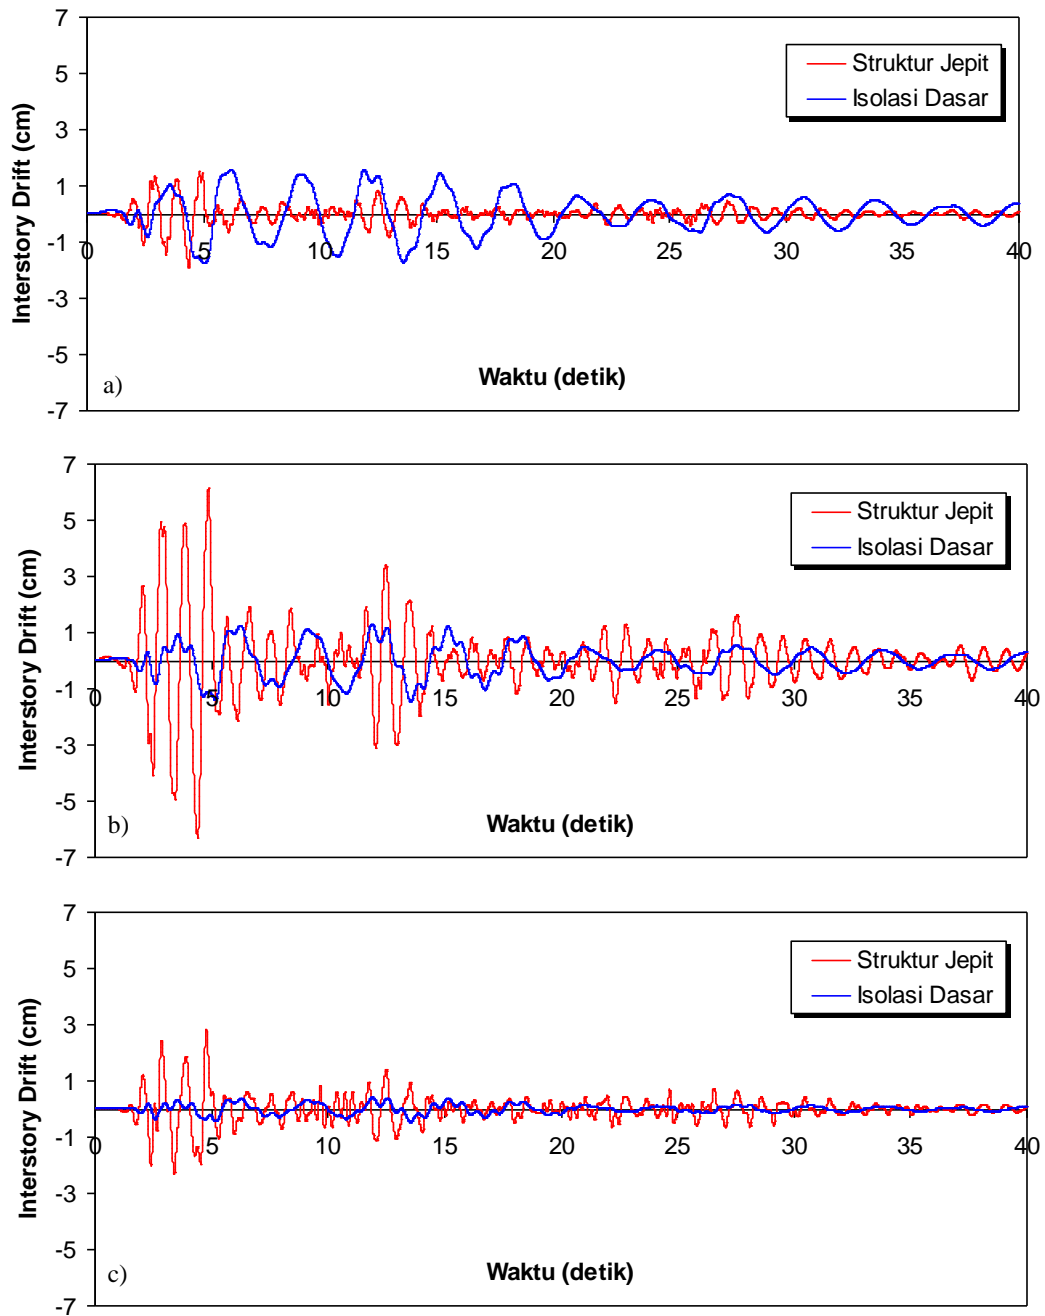 7
5
3
1
-1
-3
-5
-7
Interstory Drift (cm)
Struktur Jepit
Isolasi Dasar
0 5 10 15 20 25 30 35 40
Waktu (detik)
a)
7
5
3
1
-1
-3
-5
-7
Interstory Drift (cm)
Struktur Jepit
Isolasi Dasar
0 5 10 15 20 25 30 35 40
Waktu (detik)
b)
7
5
3
1
-1
-3
-5
-7
Interstory Drift (cm)
Struktur Jepit
Isolasi Dasar
0 5 10 15 20 25 30 35 40
Waktu (detik)
c)